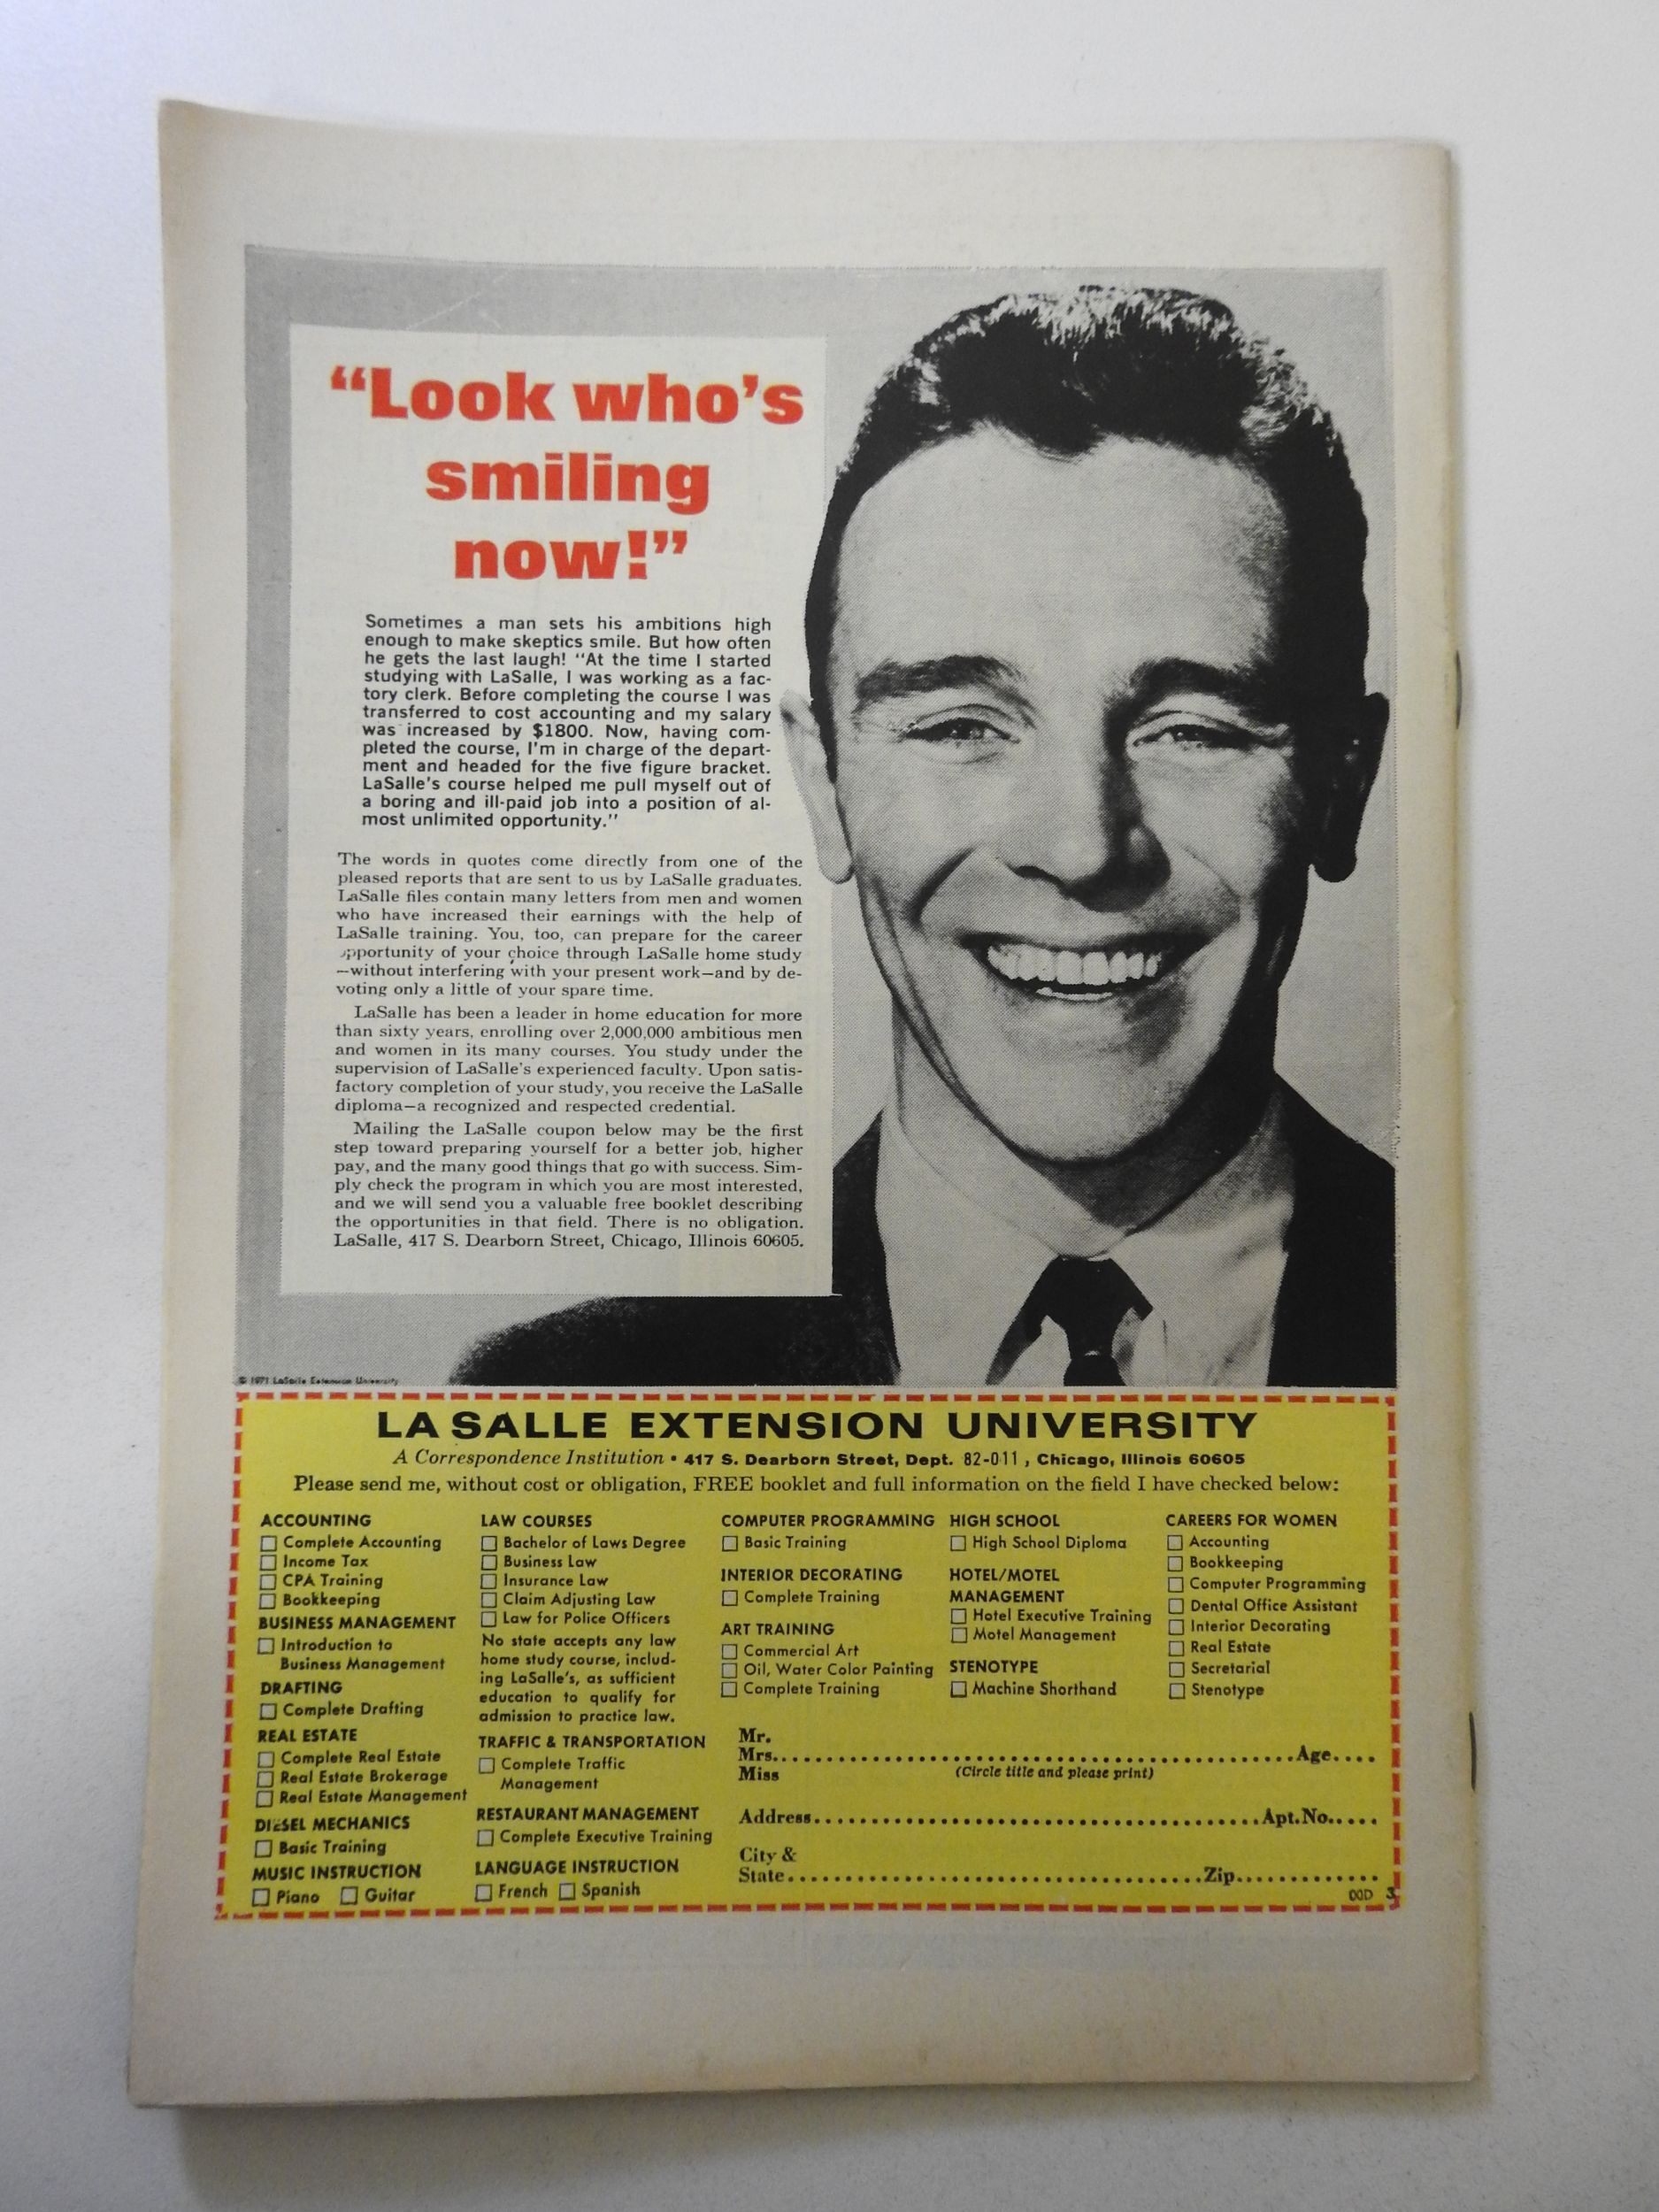 “Look who’s
smiling
now!”
Sometimes a man sets his ambitions high
enough to make skeptics smile. But how often
he gets the last laugh! “At the time I started
studying with LaSalle, I was working as a fac-
tory clerk. Before completing the course I was
transferred to cost accounting and my salary
was increased by $1800. Now, having com-
pleted the course, I’m in charge of the depart-
ment and headed for the five figure bracket.
LaSalle’s course helped me pull myself out of
a boring and ill-paid job into a position of al-
most unlimited opportunity.”
The words in quotes come directly from one of the
pleased reports that are sent to us by LaSalle graduates.
LaSalle files contain many letters from men and women
who have increased their earnings with the help of
LaSalle training. You, too, can prepare for the career
opportunity of your choice through LaSalle home study
—without interfering with your present work—and by de-
voting only a little of your spare time.
LaSalle has been a leader in home education for more
than sixty years, enrolling over 2,000,000 ambitious men
and women in its many courses. You study under the
supervision of LaSalle’s experienced faculty. Upon satis-
factory completion of your study, you receive the LaSalle
diploma—a recognized and respected credential.
Mailing the LaSalle coupon below may be the first
step toward preparing yourself for a better job, higher
pay, and the many good things that go with success. Sim-
ply check the program in which you are most interested,
and we will send you a valuable free booklet describing
the opportunities in that field. There is no obligation.
LaSalle, 417 S. Dearborn Street, Chicago, Illinois 60605.
© 1971 LaSalle Extension University
LA SALLE EXTENSION UNIVERSITY
A Correspondence Institution • 417 S. Dearborn Street, Dept. 82-011, Chicago, Illinois 60605
Please send me, without cost or obligation, FREE booklet and full information on the field I have checked below:
ACCOUNTING
Complete Accounting
Income Tax
CPA Training
Bookkeeping
BUSINESS MANAGEMENT
Introduction to
Business Management
DRAFTING
Complete Drafting
REAL ESTATE
Complete Real Estate
Real Estate Brokerage
Real Estate Management
DIESEL MECHANICS
Basic Training
MUSIC INSTRUCTION
Piano Guitar
LAW COURSES
Bachelor of Laws Degree
Business Law
Insurance Law
Claim Adjusting Law
Law for Police Officers
No state accepts any law
home study course, includ-
ing LaSalle’s, as sufficient
education to qualify for
admission to practice law.
TRAFFIC & TRANSPORTATION
Complete Traffic
Management
RESTAURANT MANAGEMENT
Complete Executive Training
LANGUAGE INSTRUCTION
French Spanish
COMPUTER PROGRAMMING
Basic Training
INTERIOR DECORATING
Complete Training
ART TRAINING
Commercial Art
Oil, Water Color Painting
Complete Training
HIGH SCHOOL
High School Diploma
HOTEL/MOTEL
MANAGEMENT
Hotel Executive Training
Motel Management
STENOTYPE
Machine Shorthand
CAREERS FOR WOMEN
Accounting
Bookkeeping
Computer Programming
Dental Office Assistant
Interior Decorating
Real Estate
Secretarial
Stenotype
Mr.
Mrs. Age
Miss (Circle title and please print)
Address Apt.No.
City &
State Zip
00D 3